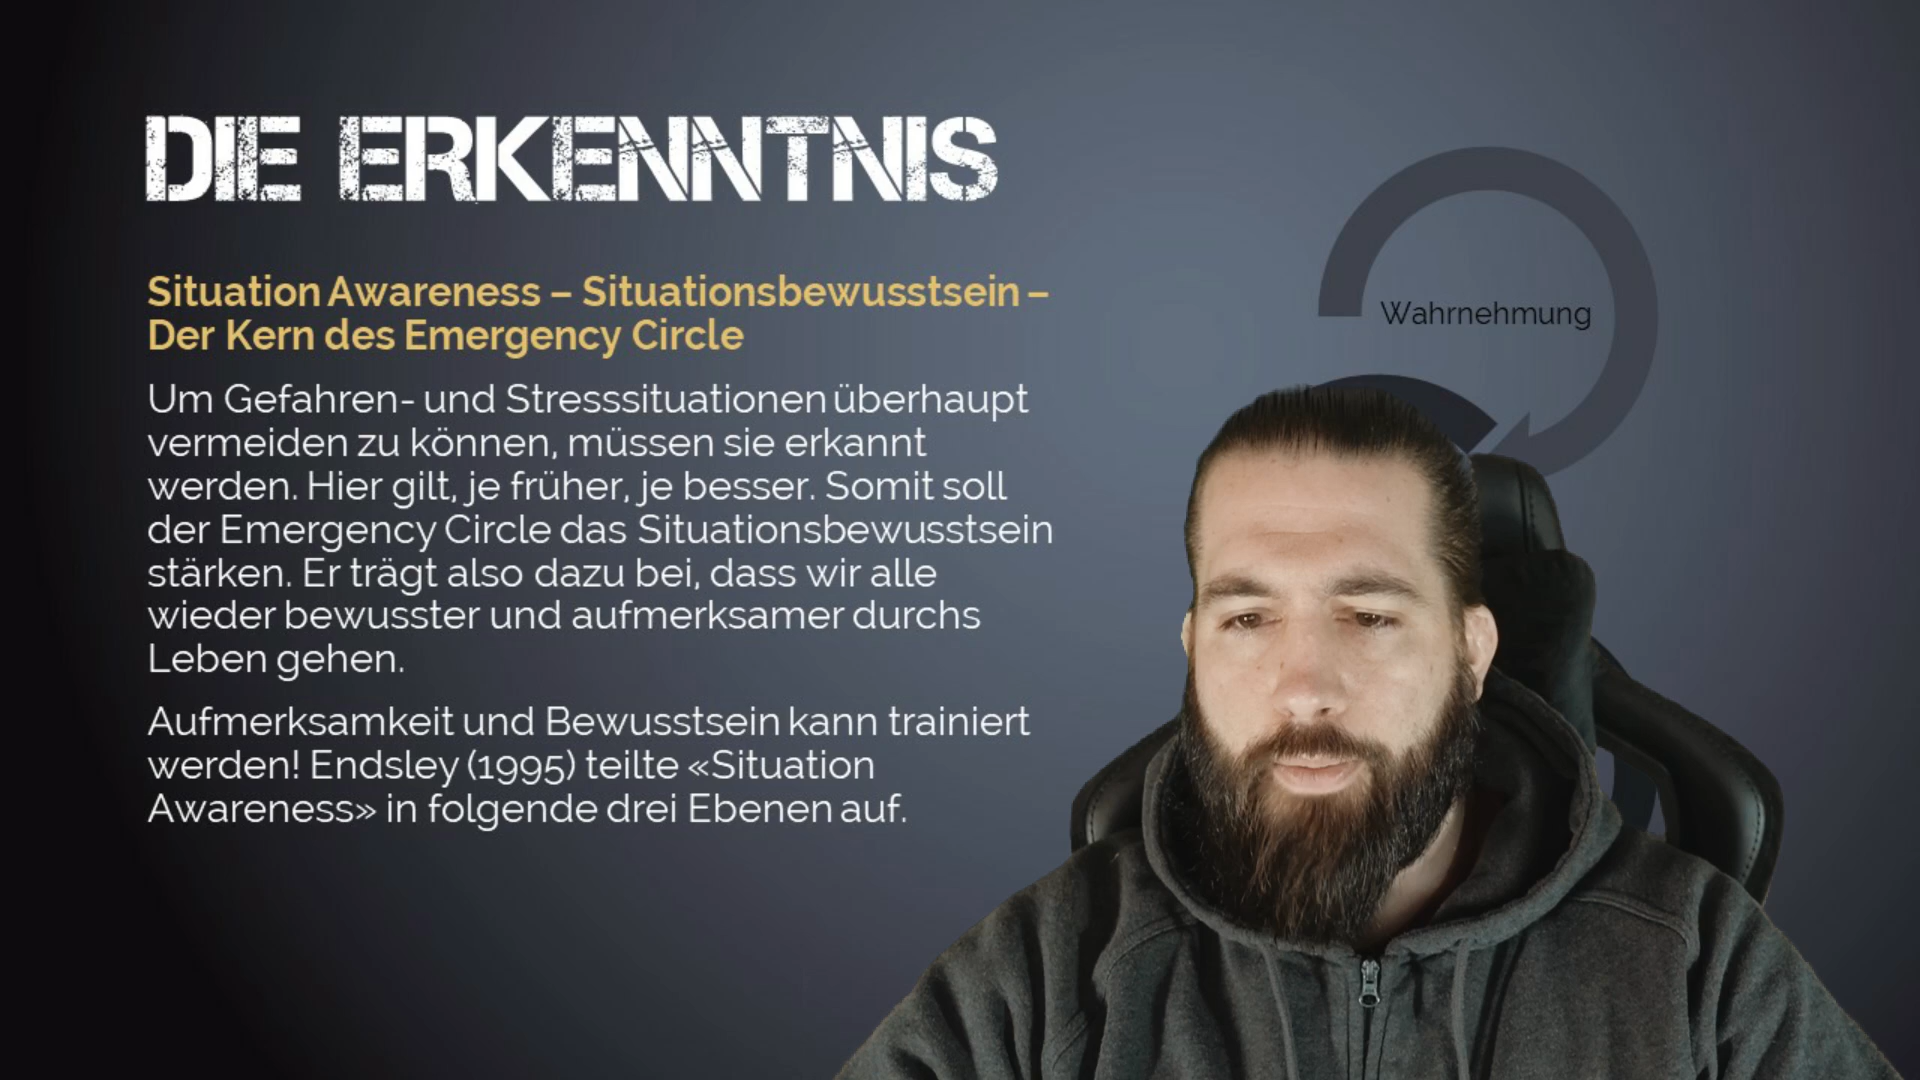 DIE ERKENNTNIS
Situation Awareness – Situationsbewusstsein –
Der Kern des Emergency Circle
Um Gefahren- und Stresssituationen überhaupt
vermeiden zu können, müssen sie erkannt
werden. Hier gilt, je früher, je besser. Somit soll
der Emergency Circle das Situationsbewusstsein
stärken. Er trägt also dazu bei, dass wir alle
wieder bewusster und aufmerksamer durchs
Leben gehen.
Aufmerksamkeit und Bewusstsein kann trainiert
werden! Endsley (1995) teilte «Situation
Awareness» in folgende drei Ebenen auf.
Wahrnehmung